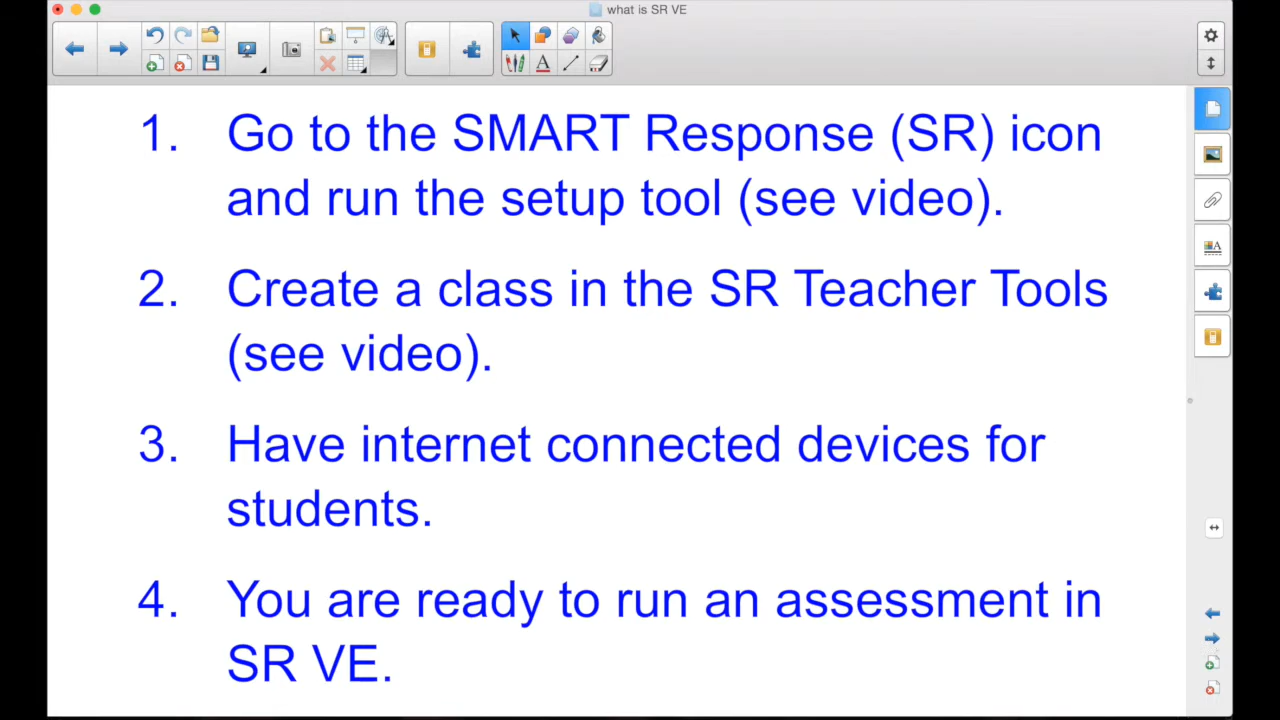 what is SR VE
1. Go to the SMART Response (SR) icon
and run the setup tool (see video).
2. Create a class in the SR Teacher Tools
(see video).
3. Have internet connected devices for
students.
4. You are ready to run an assessment in
SR VE.